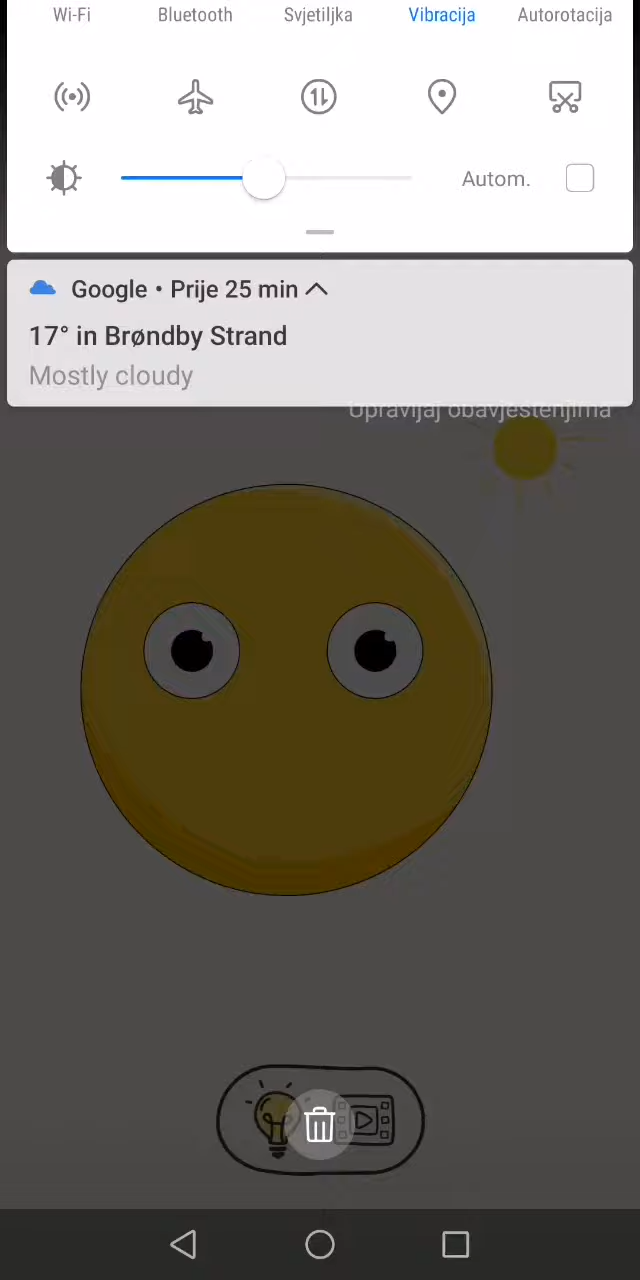 Wi-Fi Bluetooth Svjetiljka Vibracija Autorotacija
Autom.
Google • Prije 25 min
17° in Brøndby Strand
Mostly cloudy
Upravljaj obavještenjima